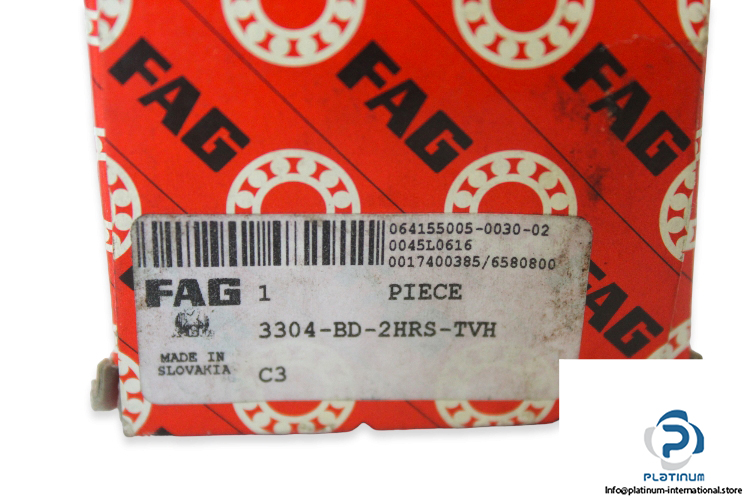 FAG
FAG
FAG
064155005-0030-02
0045L0616
0017400385/6580800
FAG 1 PIECE
3304-BD-2HRS-TVH
MADE IN
SLOVAKIA
C3
PLATINUM
Info@platinum-international.store